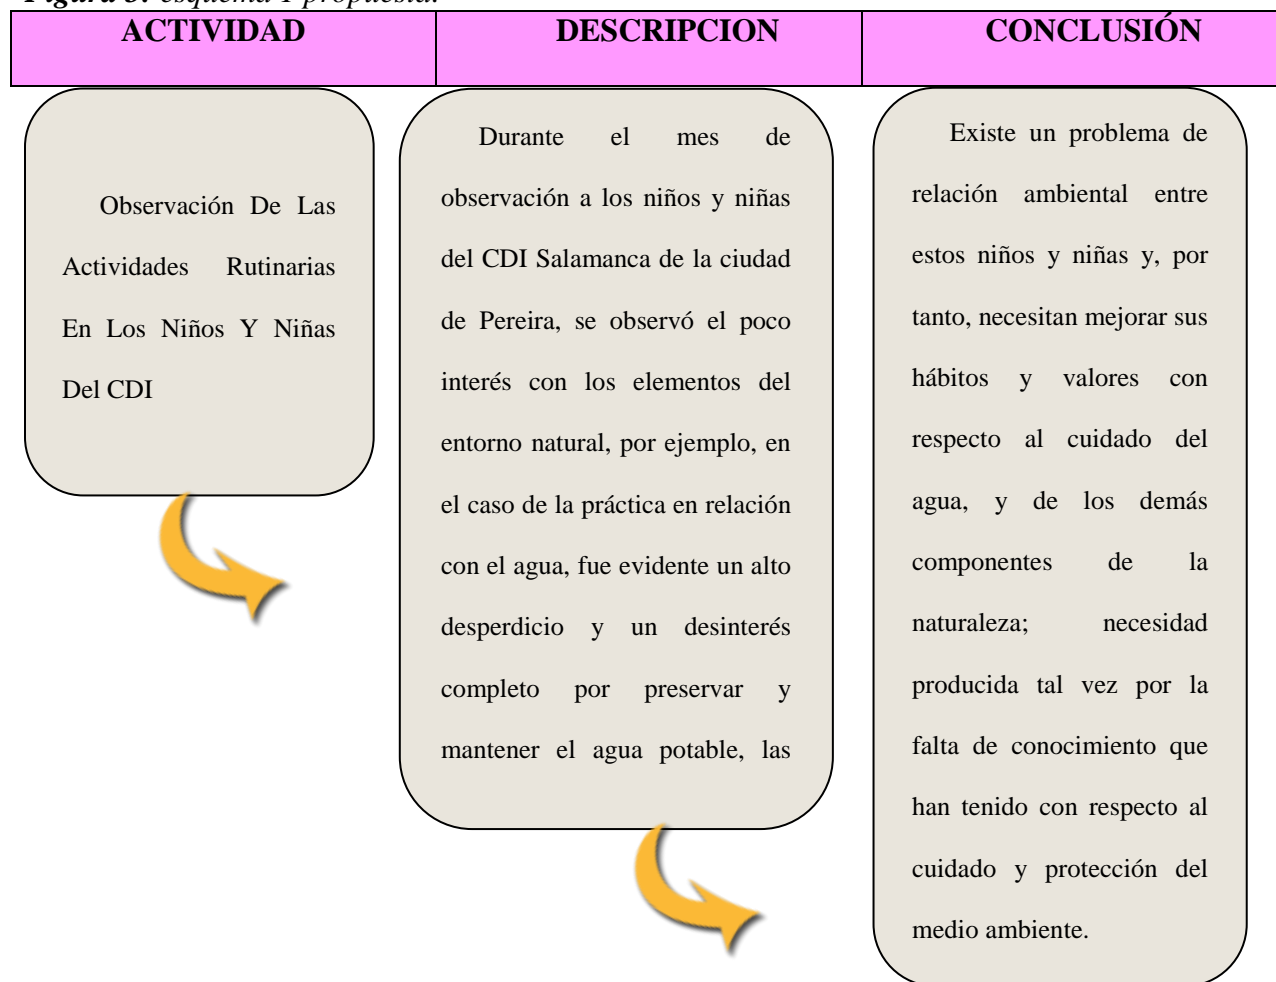 Figura 3: esquema 1 propuesta.
ACTIVIDAD
DESCRIPCION
CONCLUSIÓN
Observación De Las
Actividades Rutinarias
En Los Niños Y Niñas
Del CDI
Durante el mes de
observación a los niños y niñas
del CDI Salamanca de la ciudad
de Pereira, se observó el poco
interés con los elementos del
entorno natural, por ejemplo, en
el caso de la práctica en relación
con el agua, fue evidente un alto
desperdicio y un desinterés
completo por preservar y
mantener el agua potable, las
Existe un problema de
relación ambiental entre
estos niños y niñas y, por
tanto, necesitan mejorar sus
hábitos y valores con
respecto al cuidado del
agua, y de los demás
componentes de la
naturaleza; necesidad
producida tal vez por la
falta de conocimiento que
han tenido con respecto al
cuidado y protección del
medio ambiente.